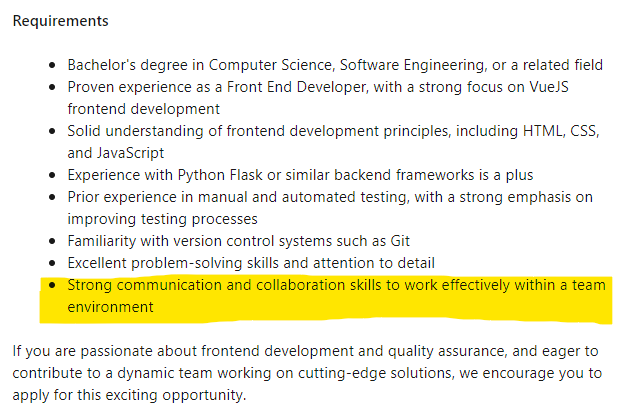 Requirements
• Bachelor's degree in Computer Science, Software Engineering, or a related field
• Proven experience as a Front End Developer, with a strong focus on VueJS
frontend development
• Solid understanding of frontend development principles, including HTML, CSS,
and JavaScript
• Experience with Python Flask or similar backend frameworks is a plus
• Prior experience in manual and automated testing, with a strong emphasis on
improving testing processes
• Familiarity with version control systems such as Git
• Excellent problem-solving skills and attention to detail
• Strong communication and collaboration skills to work effectively within a team
environment
If you are passionate about frontend development and quality assurance, and eager to
contribute to a dynamic team working on cutting-edge solutions, we encourage you to
apply for this exciting opportunity.